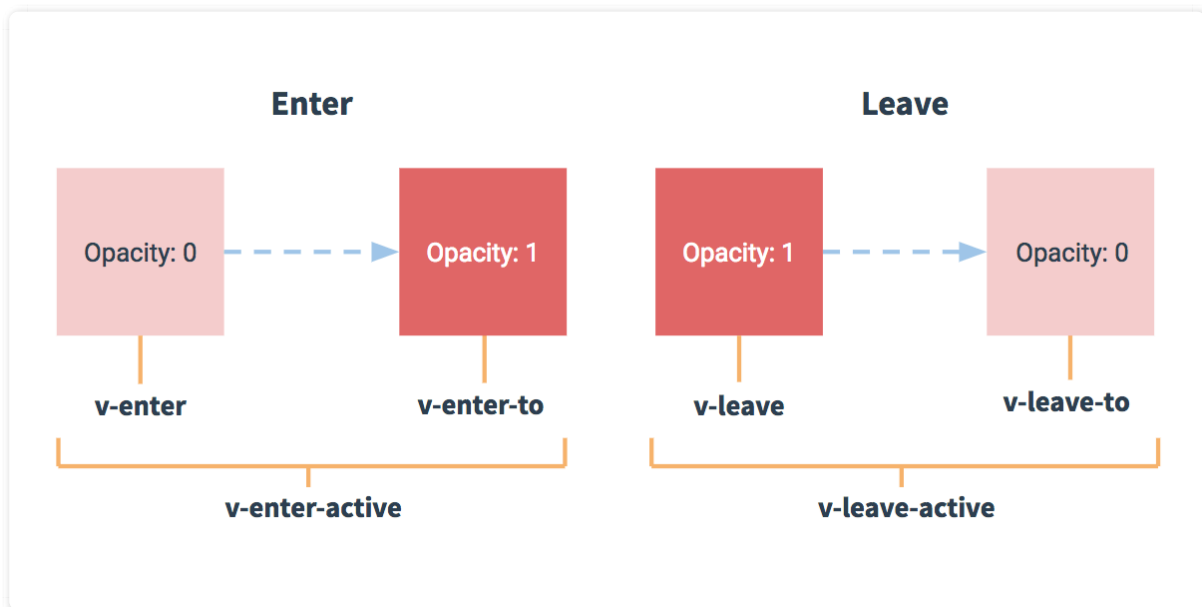 Enter
Leave
Opacity: 0
Opacity: 1
Opacity: 1
Opacity: 0
v-enter
v-enter-to
v-leave
v-leave-to
v-enter-active
v-leave-active